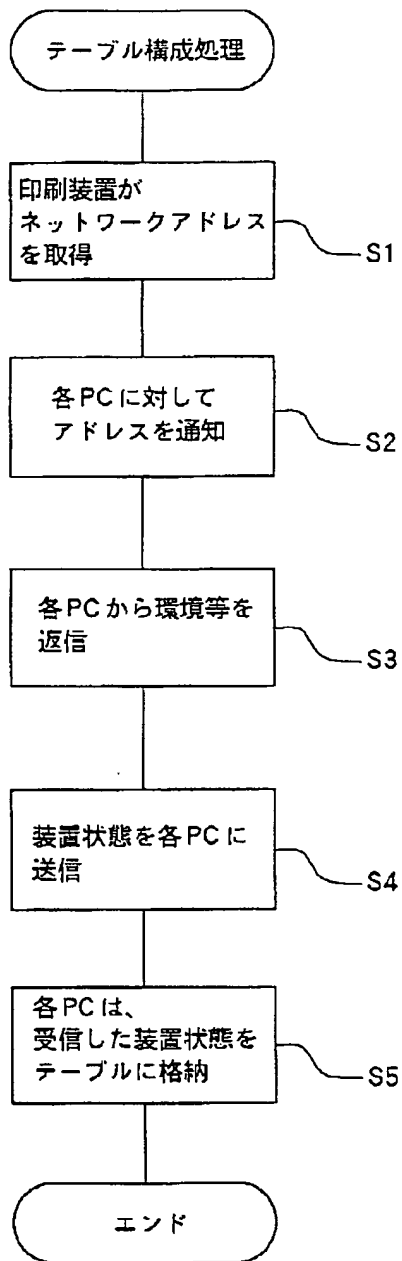 テーブル構成処理
印刷装置が
ネットワークアドレス
を取得
S1
各PCに対して
アドレスを通知
S2
各PCから環境等を
返信
S3
装置状態を各PCに
送信
S4
各PCは、
受信した装置状態を
テーブルに格納
S5
エンド